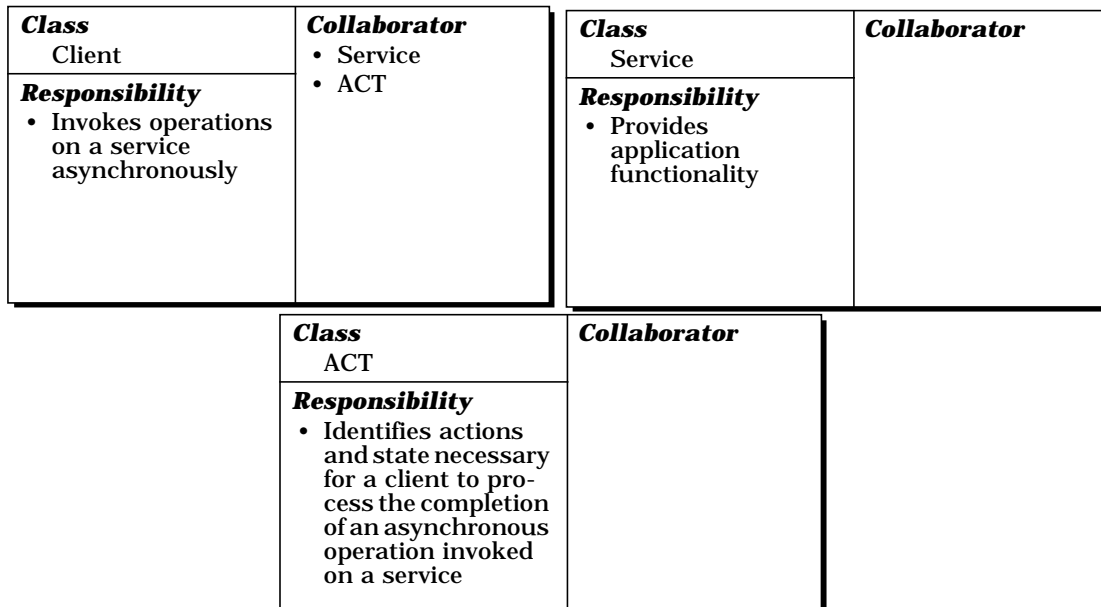 Class
Client
Responsibility
• Invokes operations
on a service
asynchronously
Collaborator
• Service
• ACT
Class
Service
Responsibility
• Provides
application
functionality
Collaborator
Class
ACT
Responsibility
• Identifies actions
and state necessary
for a client to pro-
cess the completion
of an asynchronous
operation invoked
on a service
Collaborator